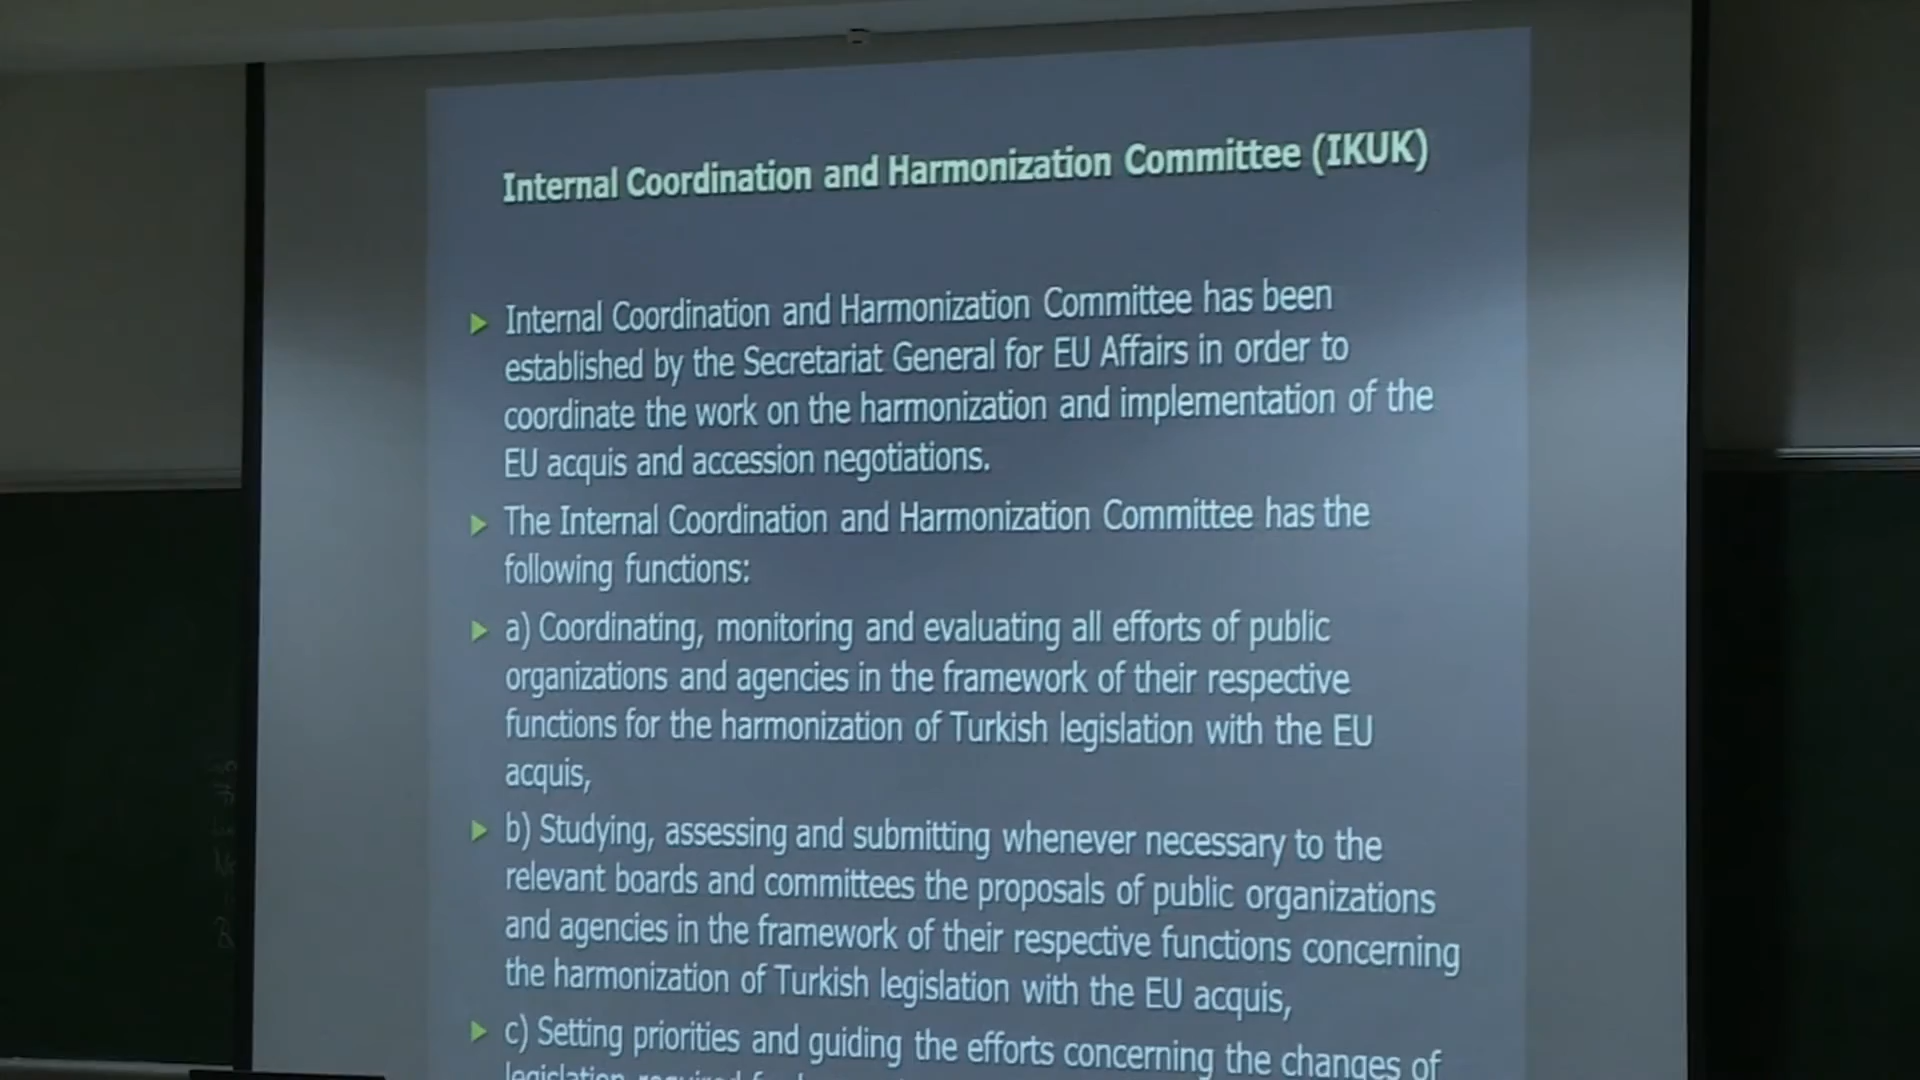 Internal Coordination and Harmonization Committee (IKUK)
Internal Coordination and Harmonization Committee has been
established by the Secretariat General for EU Affairs in order to
coordinate the work on the harmonization and implementation of the
EU acquis and accession negotiations.
The Internal Coordination and Harmonization Committee has the
following functions:
a) Coordinating, monitoring and evaluating all efforts of public
organizations and agencies in the framework of their respective
functions for the harmonization of Turkish legislation with the EU
acquis,
b) Studying, assessing and submitting whenever necessary to the
relevant boards and committees the proposals of public organizations
and agencies in the framework of their respective functions concerning
the harmonization of Turkish legislation with the EU acquis,
c) Setting priorities and guiding the efforts concerning the changes of
legislation required